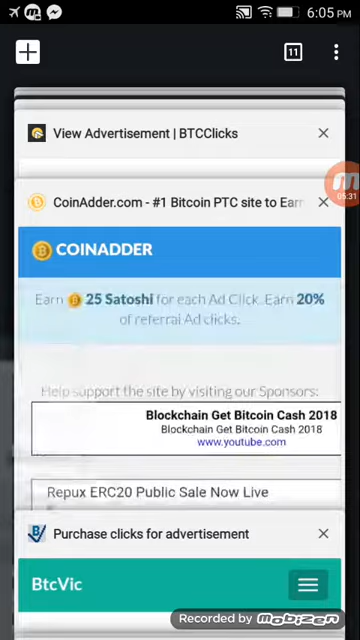 6:05 PM
11
View Advertisement | BTCClicks
CoinAdder.com - #1 Bitcoin PTC site to Earn
05:31
COINADDER
Earn 25 Satoshi for each Ad Click. Earn 20%
of referral Ad clicks.
Help support the site by visiting our Sponsors:
Blockchain Get Bitcoin Cash 2018
Blockchain Get Bitcoin Cash 2018
www.youtube.com
Repux ERC20 Public Sale Now Live
Purchase clicks for advertisement
BtcVic
Recorded by mobizen